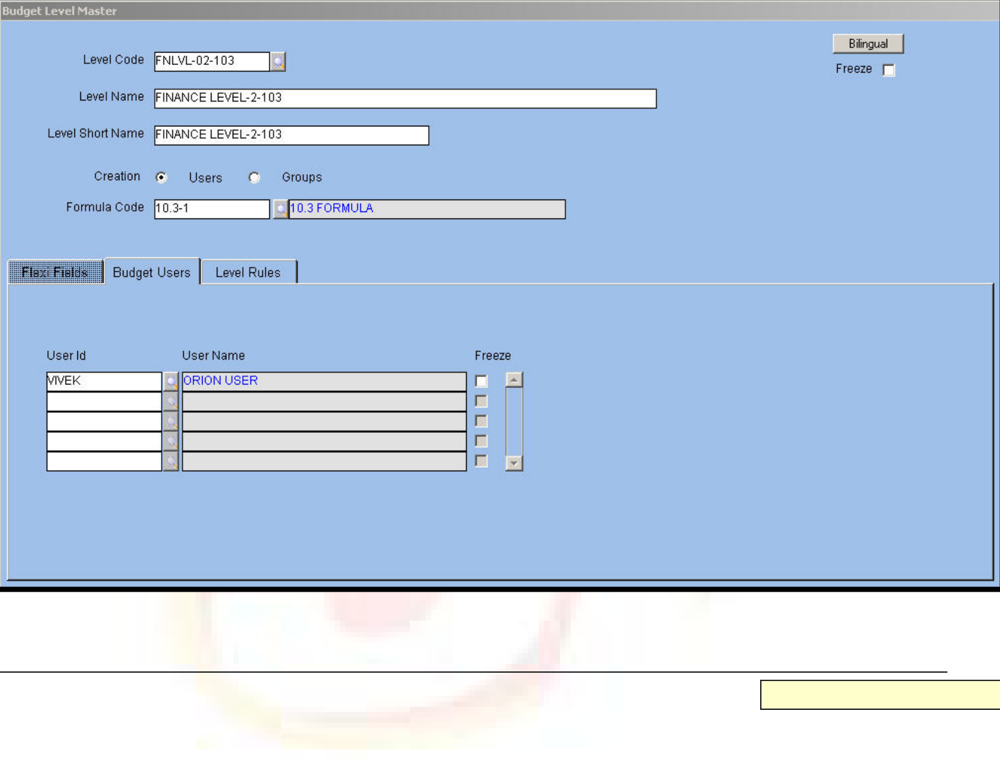 Budget Level Master
Bilingual
Level Code FNLVL-02-103
Freeze
Level Name FINANCE LEVEL-2-103
Level Short Name FINANCE LEVEL-2-103
Creation Users Groups
Formula Code 10.3-1 10.3 FORMULA
Flexi Fields Budget Users Level Rules
User Id User Name Freeze
VIVEK ORION USER